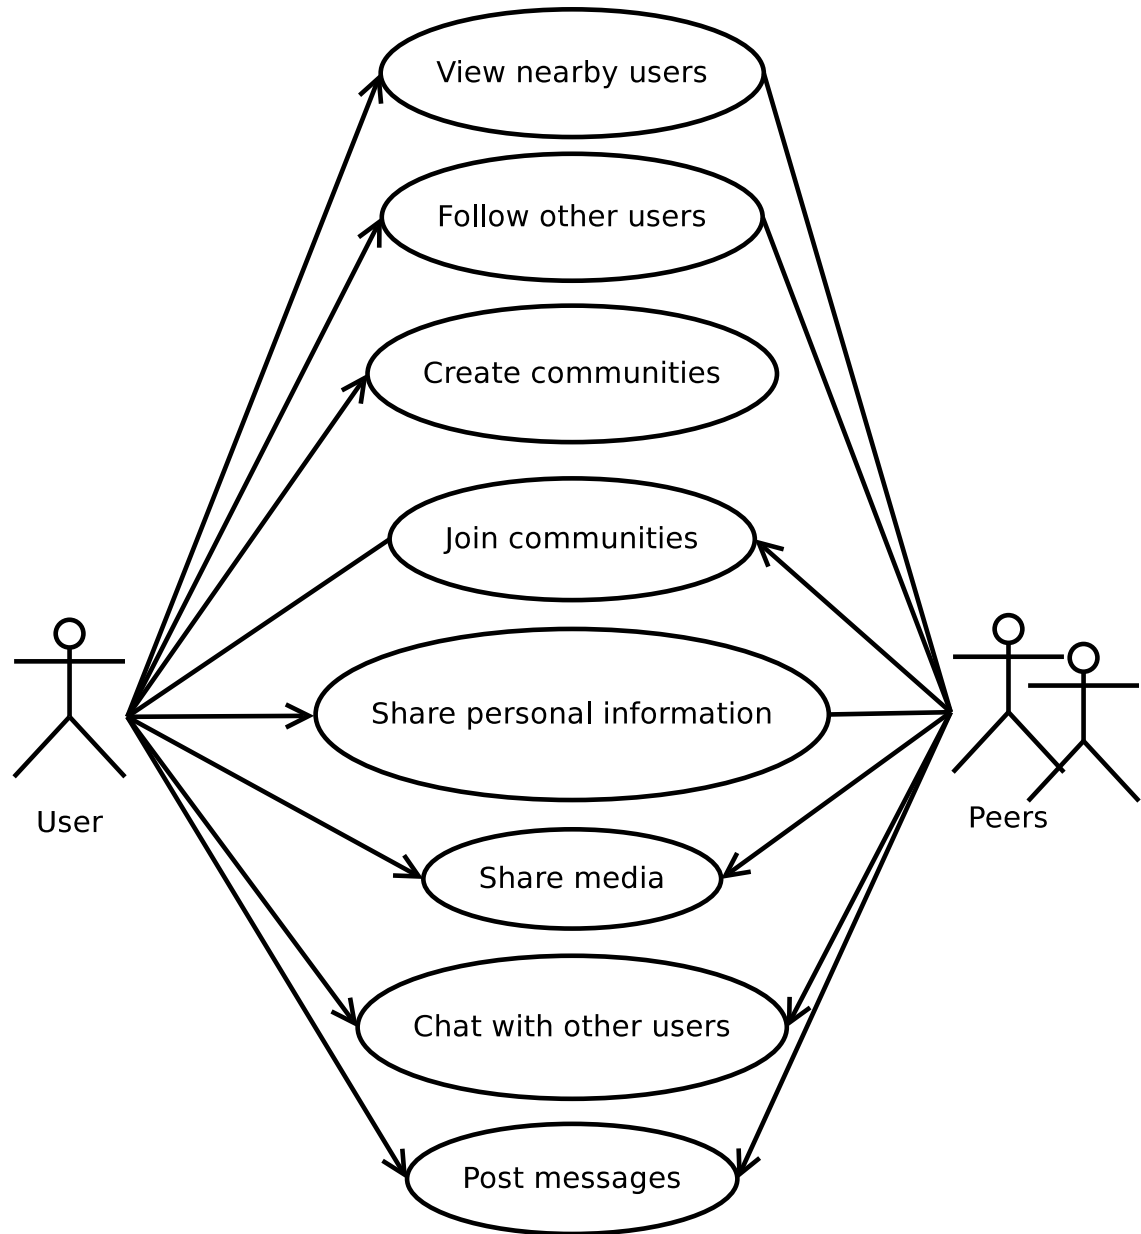 View nearby users
Follow other users
Create communities
Join communities
Share personal information
User
Peers
Share media
Chat with other users
Post messages